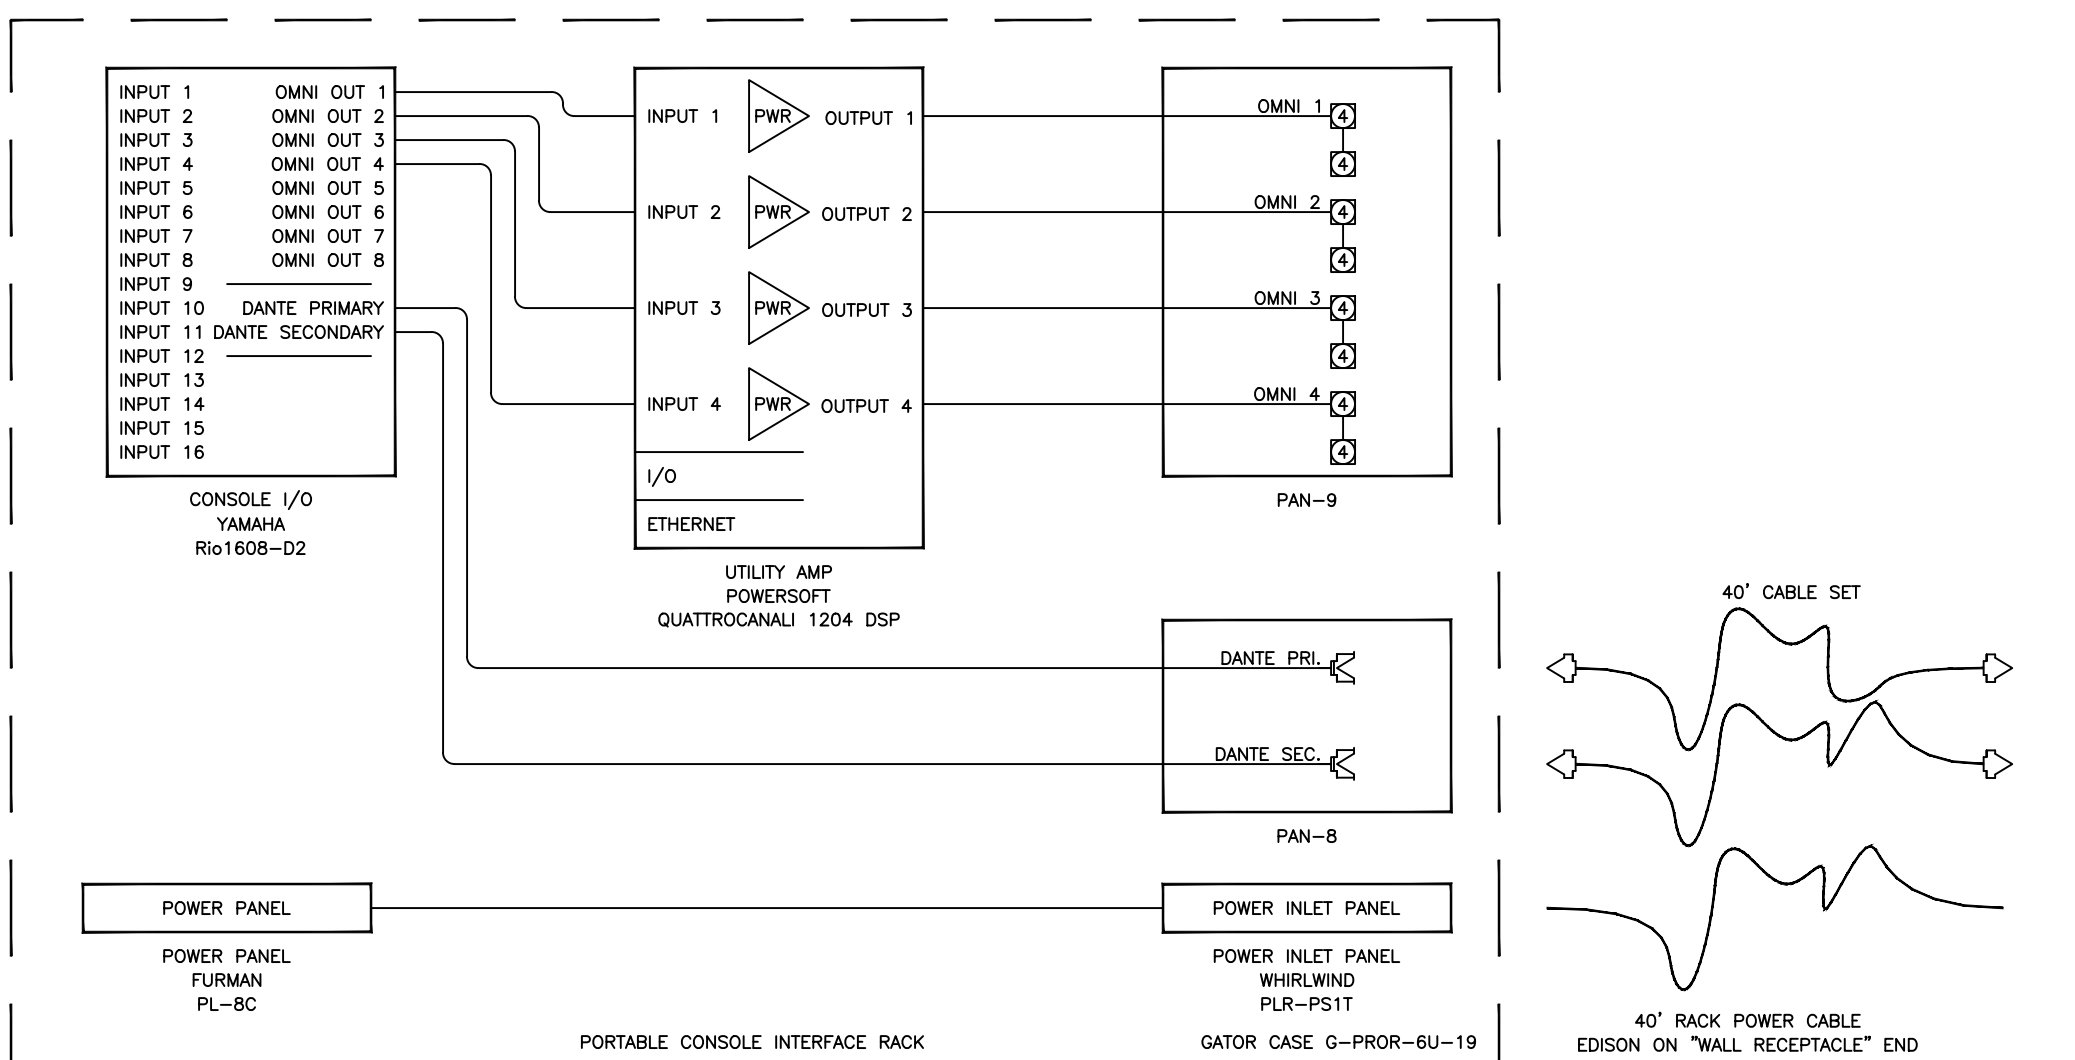 INPUT 1
INPUT 2
INPUT 3
INPUT 4
INPUT 5
INPUT 6
INPUT 7
INPUT 8
INPUT 9
INPUT 10
INPUT 11
INPUT 12
INPUT 13
INPUT 14
INPUT 15
INPUT 16
OMNI OUT 1
OMNI OUT 2
OMNI OUT 3
OMNI OUT 4
OMNI OUT 5
OMNI OUT 6
OMNI OUT 7
OMNI OUT 8
DANTE PRIMARY
DANTE SECONDARY
CONSOLE I/O
YAMAHA
Rio1608-D2
INPUT 1 PWR OUTPUT 1
INPUT 2 PWR OUTPUT 2
INPUT 3 PWR OUTPUT 3
INPUT 4 PWR OUTPUT 4
I/O
ETHERNET
UTILITY AMP
POWERSOFT
QUATTROCANALI 1204 DSP
OMNI 1 4
4
OMNI 2 4
4
OMNI 3 4
4
OMNI 4 4
4
PAN-9
DANTE PRI.
DANTE SEC.
PAN-8
40' CABLE SET
POWER PANEL
POWER PANEL
FURMAN
PL-8C
POWER INLET PANEL
POWER INLET PANEL
WHIRLWIND
PLR-PS1T
PORTABLE CONSOLE INTERFACE RACK
GATOR CASE G-PROR-6U-19
40' RACK POWER CABLE
EDISON ON "WALL RECEPTACLE" END